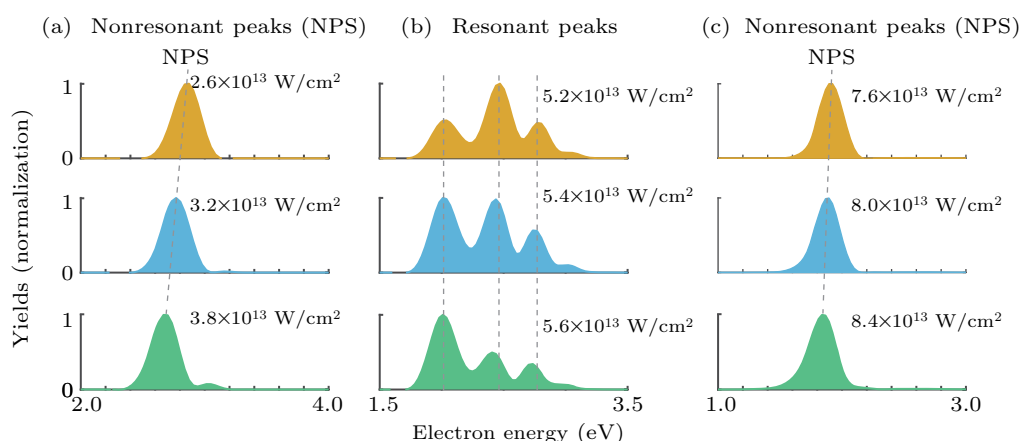 (a) Nonresonant peaks (NPS)
NPS
2.6×10¹³ W/cm²
3.2×10¹³ W/cm²
3.8×10¹³ W/cm²
1
0
1
0
1
0
2.0
4.0
Yields (normalization)
(b) Resonant peaks
5.2×10¹³ W/cm²
5.4×10¹³ W/cm²
5.6×10¹³ W/cm²
1.5
3.5
Electron energy (eV)
(c) Nonresonant peaks (NPS)
NPS
7.6×10¹³ W/cm²
8.0×10¹³ W/cm²
8.4×10¹³ W/cm²
1.0
3.0